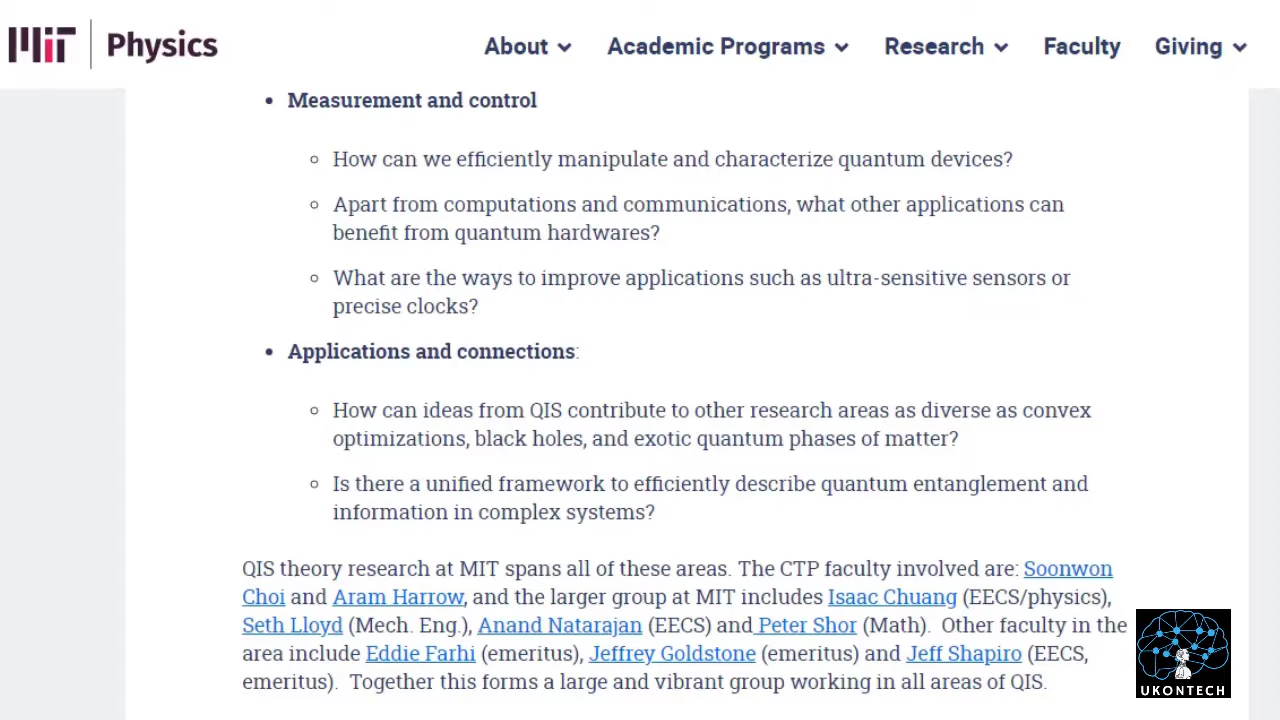 MIT Physics
About Academic Programs Research Faculty Giving
• Measurement and control
◦ How can we efficiently manipulate and characterize quantum devices?
◦ Apart from computations and communications, what other applications can
benefit from quantum hardwares?
◦ What are the ways to improve applications such as ultra-sensitive sensors or
precise clocks?
• Applications and connections:
◦ How can ideas from QIS contribute to other research areas as diverse as convex
optimizations, black holes, and exotic quantum phases of matter?
◦ Is there a unified framework to efficiently describe quantum entanglement and
information in complex systems?
QIS theory research at MIT spans all of these areas. The CTP faculty involved are: Soonwon
Choi and Aram Harrow, and the larger group at MIT includes Isaac Chuang (EECS/physics),
Seth Lloyd (Mech. Eng.), Anand Natarajan (EECS) and Peter Shor (Math). Other faculty in the
area include Eddie Farhi (emeritus), Jeffrey Goldstone (emeritus) and Jeff Shapiro (EECS,
emeritus). Together this forms a large and vibrant group working in all areas of QIS.
UKONTECH